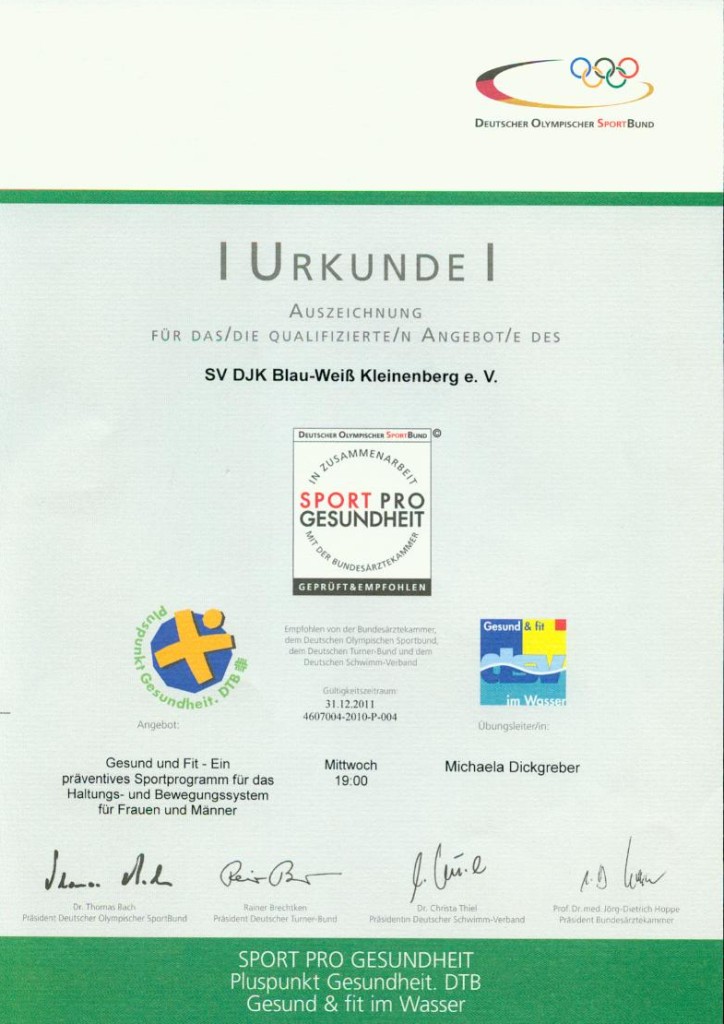 DEUTSCHER OLYMPISCHER SPORTBUND
| URKUNDE |
AUSZEICHNUNG
FÜR DAS/DIE QUALIFIZIERTE/N ANGEBOT/E DES
SV DJK Blau-Weiß Kleinenberg e. V.
DEUTSCHER OLYMPISCHER SPORTBUND ©
IN ZUSAMMENARBEIT
SPORT PRO
GESUNDHEIT
MIT DER BUNDESÄRZTEKAMMER
GEPRÜFT&EMPFOHLEN
Pluspunkt Gesundheit. DTB
Empfohlen von der Bundesärztekammer,
dem Deutschen Olympischen Sportbund,
dem Deutschen Turner-Bund und dem
Deutschen Schwimm-Verband
Gesund & fit
dsv
im Wasser
Gültigkeitszeitraum:
31.12.2011
4607004-2010-P-004
Angebot:
Übungsleiter/in:
Gesund und Fit - Ein
präventives Sportprogramm für das
Haltungs- und Bewegungssystem
für Frauen und Männer
Mittwoch
19:00
Michaela Dickgreber
Dr. Thomas Bach
Präsident Deutscher Olympischer SportBund
Rainer Brechtken
Präsident Deutscher Turner-Bund
Dr. Christa Thiel
Präsidentin Deutscher Schwimm-Verband
Prof. Dr. med. Jörg-Dietrich Hoppe
Präsident Bundesärztekammer
SPORT PRO GESUNDHEIT
Pluspunkt Gesundheit. DTB
Gesund & fit im Wasser